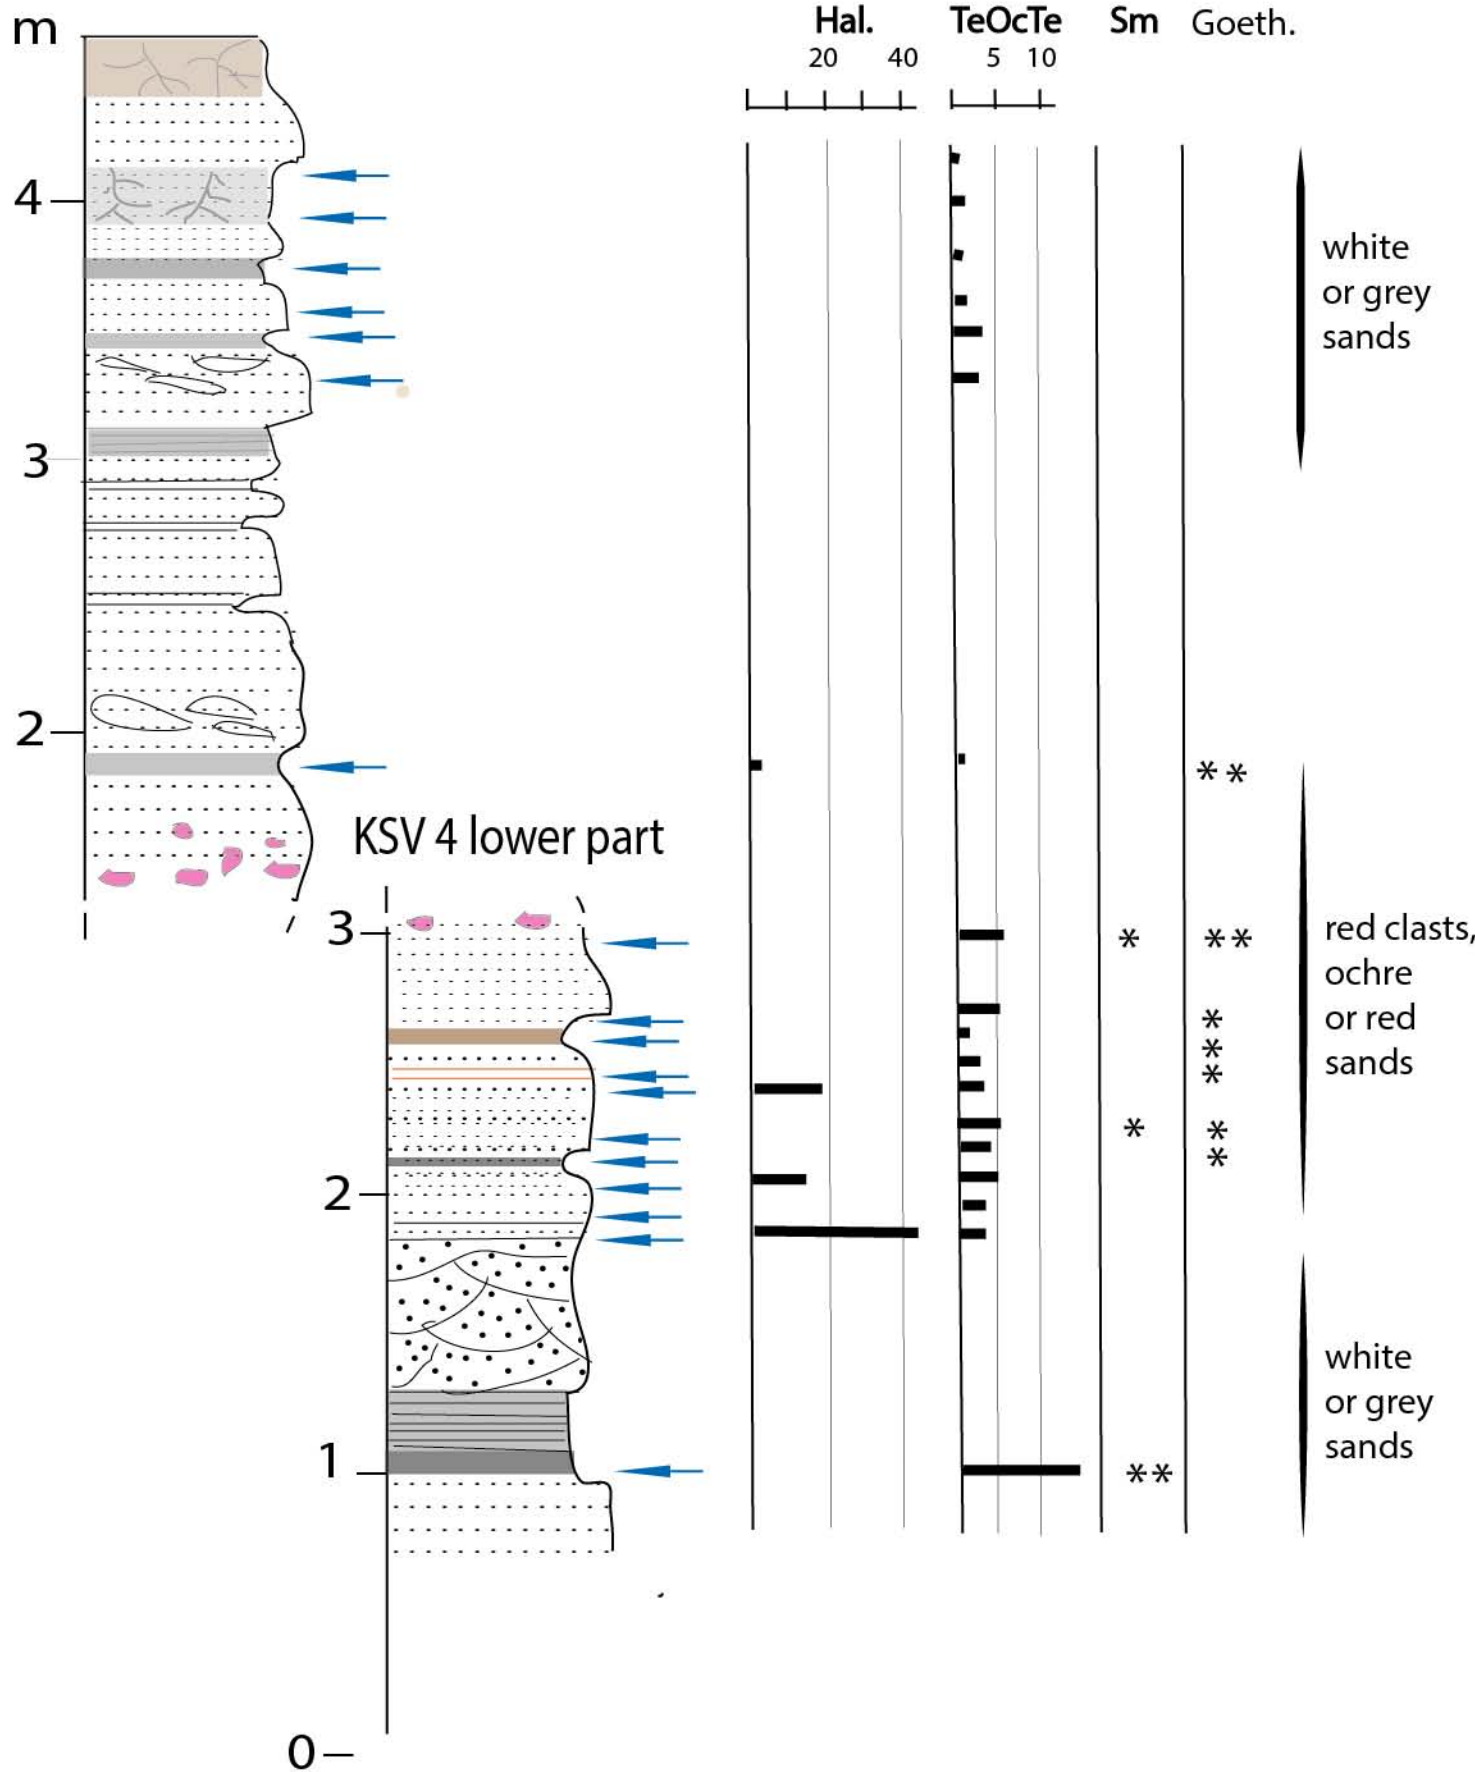 m
Hal.
TeOcTe
Sm
Goeth.
20 40
5 10
4
white
or grey
sands
3
2
**
KSV 4 lower part
3
* **
red clasts,
ochre
or red
sands
*
*
*
* *
*
2
white
or grey
sands
1
**
0